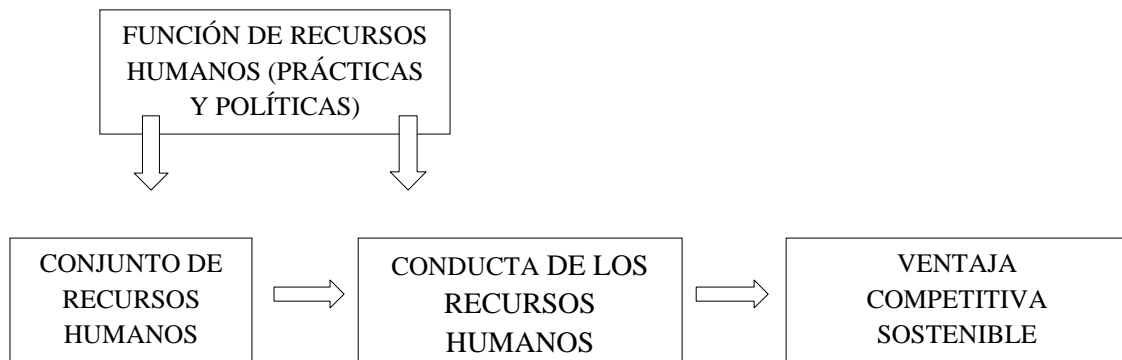 FUNCIÓN DE RECURSOS
HUMANOS (PRÁCTICAS
Y POLÍTICAS)
CONJUNTO DE
RECURSOS
HUMANOS
CONDUCTA DE LOS
RECURSOS
HUMANOS
VENTAJA
COMPETITIVA
SOSTENIBLE